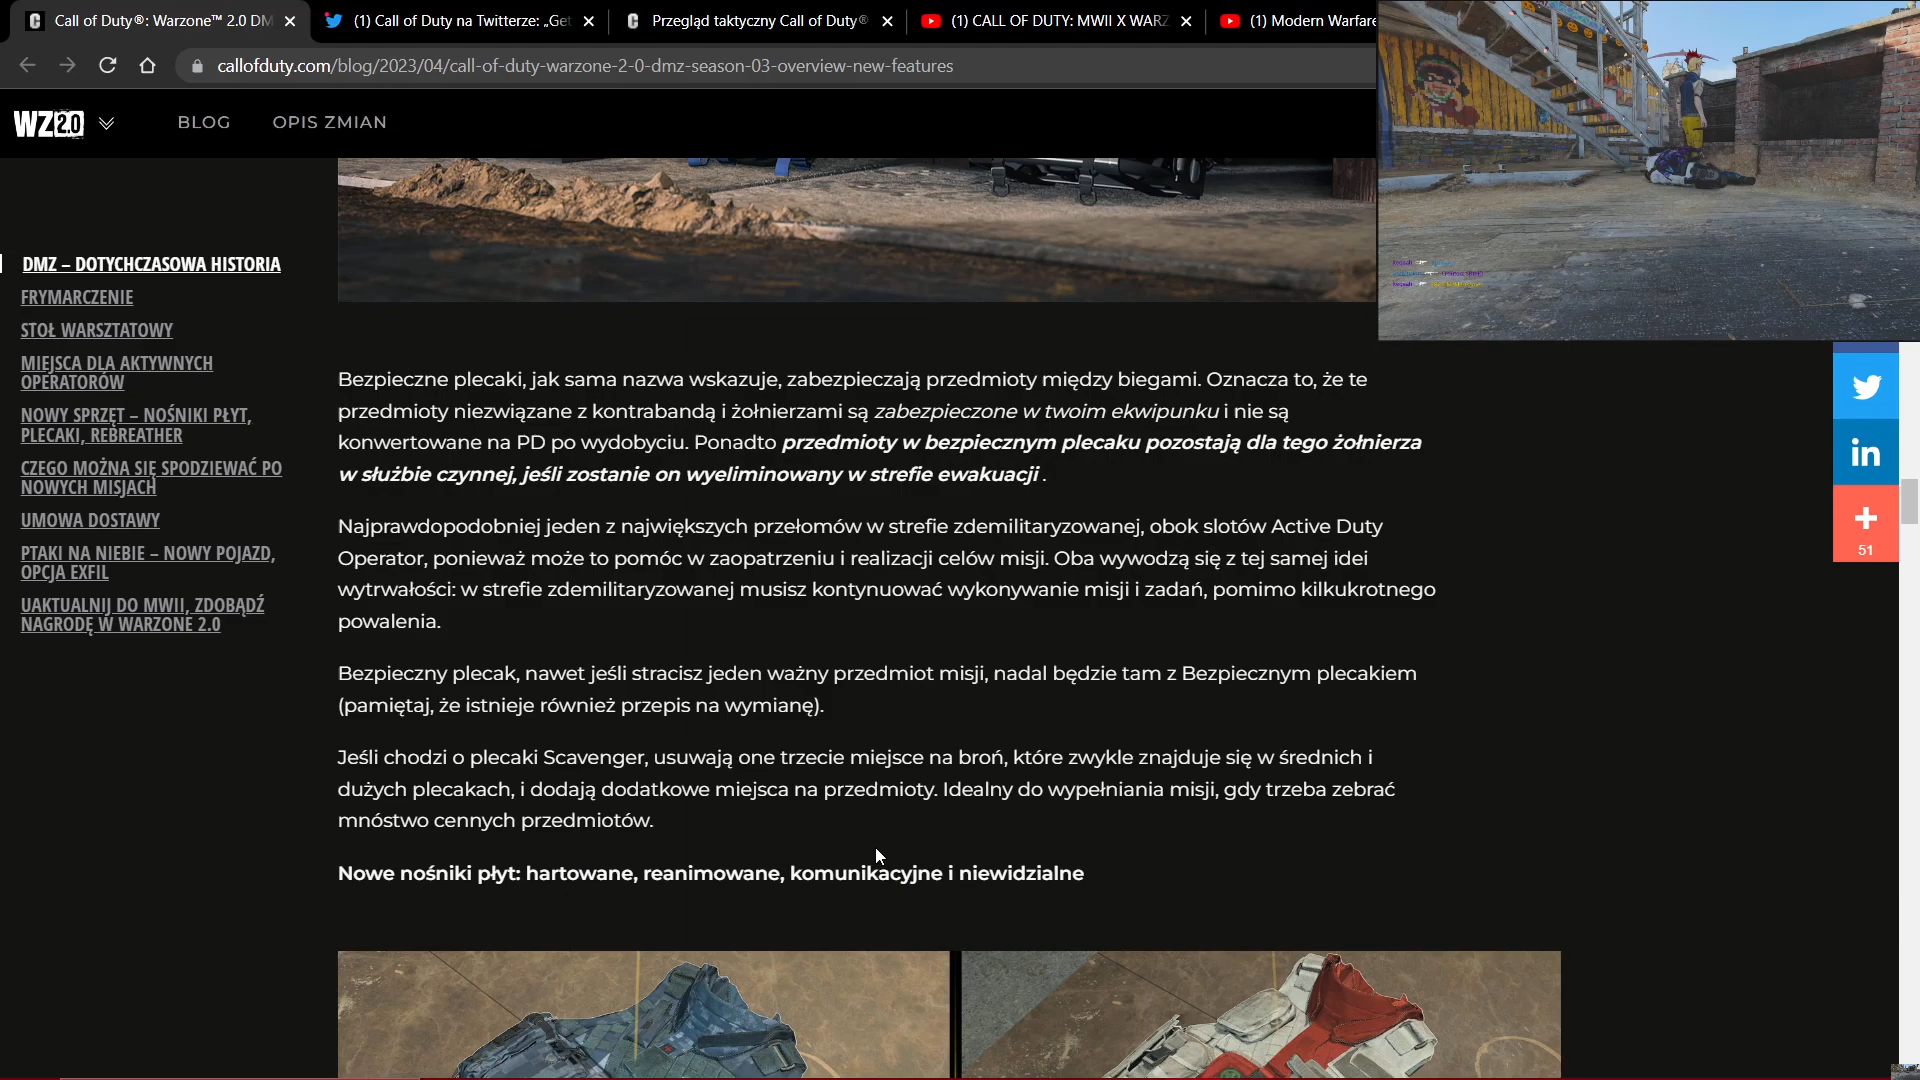 Call of Duty®: Warzone™ 2.0 DM
(1) Call of Duty na Twitterze: „Get
Przegląd taktyczny Call of Duty®
(1) CALL OF DUTY: MWII X WARZ
(1) Modern Warfare
callofduty.com/blog/2023/04/call-of-duty-warzone-2-0-dmz-season-03-overview-new-features
WZ2.0
BLOG
OPIS ZMIAN
DMZ – DOTYCHCZASOWA HISTORIA
FRYMARCZENIE
STOŁ WARSZTATOWY
MIEJSCA DLA AKTYWNYCH
OPERATORÓW
NOWY SPRZĘT – NOŚNIKI PŁYT,
PLECAKI, REBREATHER
CZEGO MOŻNA SIĘ SPODZIEWAĆ PO
NOWYCH MISJACH
UMOWA DOSTAWY
PTAKI NA NIEBIE – NOWY POJAZD,
OPCJA EXFIL
UAKTUALNIJ DO MWII, ZDOBĄDŹ
NAGRODĘ W WARZONE 2.0
Bezpieczne plecaki, jak sama nazwa wskazuje, zabezpieczają przedmioty między biegami. Oznacza to, że te
przedmioty niezwiązane z kontrabandą i żołnierzami są zabezpieczone w twoim ekwipunku i nie są
konwertowane na PD po wydobyciu. Ponadto przedmioty w bezpiecznym plecaku pozostają dla tego żołnierza
w służbie czynnej, jeśli zostanie on wyeliminowany w strefie ewakuacji .
Najprawdopodobniej jeden z największych przełomów w strefie zdemilitaryzowanej, obok slotów Active Duty
Operator, ponieważ może to pomóc w zaopatrzeniu i realizacji celów misji. Oba wywodzą się z tej samej idei
wytrwałości: w strefie zdemilitaryzowanej musisz kontynuować wykonywanie misji i zadań, pomimo kilkukrotnego
powalenia.
Bezpieczny plecak, nawet jeśli stracisz jeden ważny przedmiot misji, nadal będzie tam z Bezpiecznym plecakiem
(pamiętaj, że istnieje również przepis na wymianę).
Jeśli chodzi o plecaki Scavenger, usuwają one trzecie miejsce na broń, które zwykle znajduje się w średnich i
dużych plecakach, i dodają dodatkowe miejsca na przedmioty. Idealny do wypełniania misji, gdy trzeba zebrać
mnóstwo cennych przedmiotów.
Nowe nośniki płyt: hartowane, reanimowane, komunikacyjne i niewidzialne
in
51